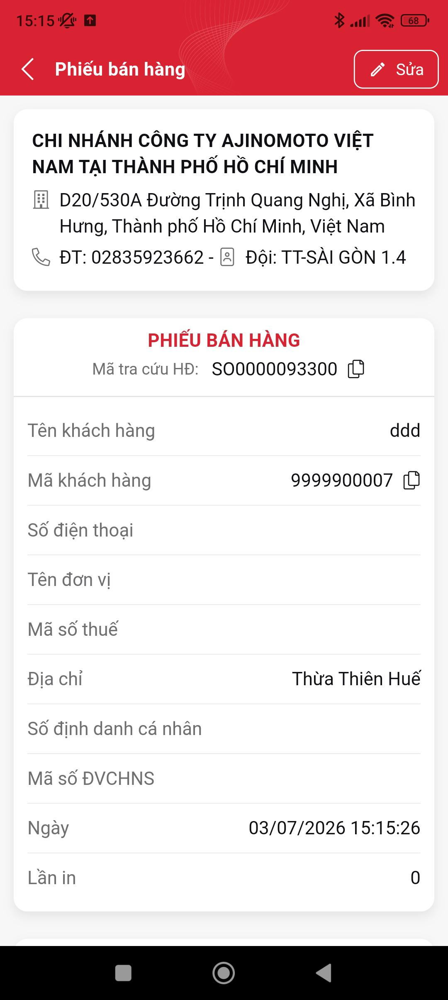 15:15
68
Phiếu bán hàng
Sửa
CHI NHÁNH CÔNG TY AJINOMOTO VIỆT
NAM TẠI THÀNH PHỐ HỒ CHÍ MINH
D20/530A Đường Trịnh Quang Nghị, Xã Bình
Hưng, Thành phố Hồ Chí Minh, Việt Nam
ĐT: 02835923662 - Đội: TT-SÀI GÒN 1.4
PHIẾU BÁN HÀNG
Mã tra cứu HĐ: SO0000093300
Tên khách hàng ddd
Mã khách hàng 9999900007
Số điện thoại
Tên đơn vị
Mã số thuế
Địa chỉ Thừa Thiên Huế
Số định danh cá nhân
Mã số ĐVCHNS
Ngày 03/07/2026 15:15:26
Lần in 0